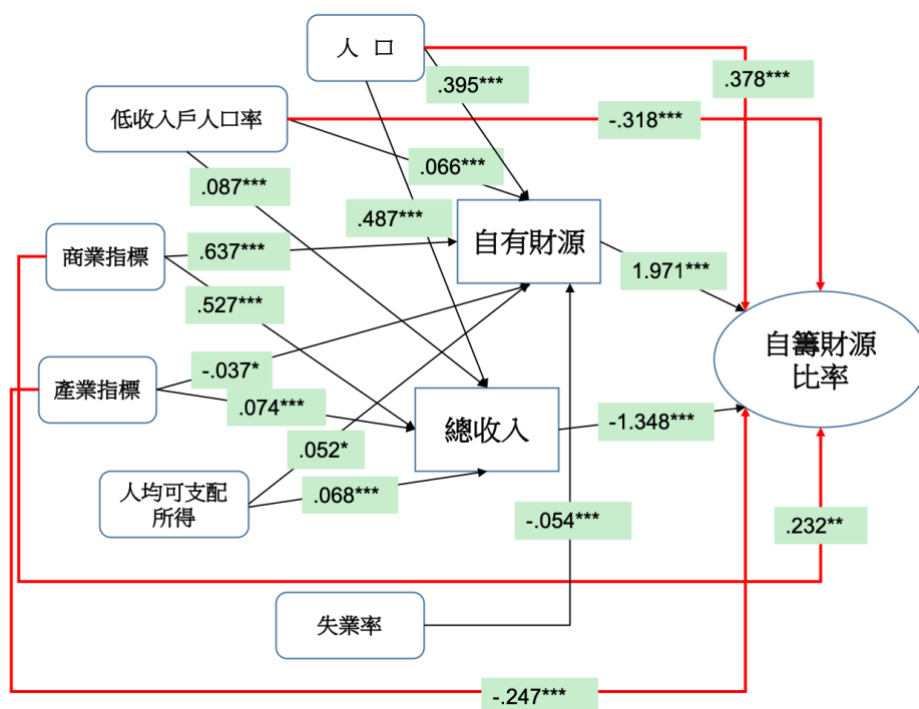 人 口
.395***
.378***
低收入戶人口率
-.318***
.066***
.087***
.487***
自有財源
商業指標
.637***
1.971***
.527***
自籌財源
比率
產業指標
-.037*
.074***
總收入
-1.348***
.052*
人均可支配
所得
.068***
-.054***
.232**
失業率
-.247***